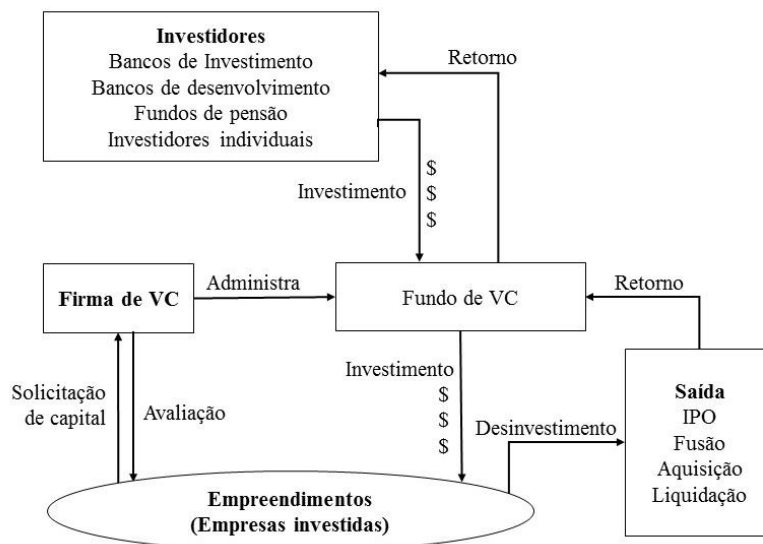 Investidores
Bancos de Investimento
Bancos de desenvolvimento
Fundos de pensão
Investidores individuais
Retorno
Investimento
$
$
$
Firma de VC
Administra
Fundo de VC
Retorno
Solicitação
de capital
Avaliação
Investimento
$
$
$
Desinvestimento
Saída
IPO
Fusão
Aquisição
Liquidação
Empreendimentos
(Empresas investidas)